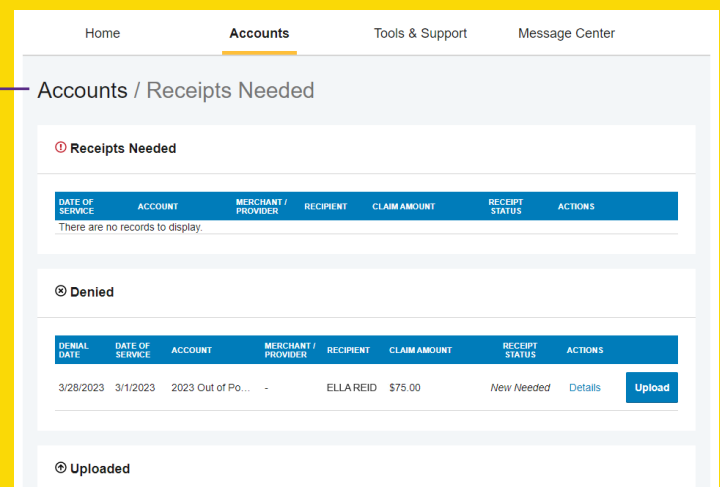 Home Accounts Tools & Support Message Center
Accounts / Receipts Needed
Receipts Needed
DATE OF SERVICE ACCOUNT MERCHANT / PROVIDER RECIPIENT CLAIM AMOUNT RECEIPT STATUS ACTIONS
There are no records to display.
Denied
DENIAL DATE DATE OF SERVICE ACCOUNT MERCHANT / PROVIDER RECIPIENT CLAIM AMOUNT RECEIPT STATUS ACTIONS
3/28/2023 3/1/2023 2023 Out of Po... - ELLA REID $75.00 New Needed Details Upload
Uploaded